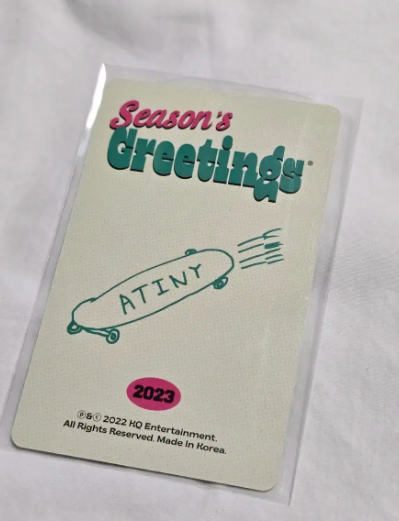 Season's
Greetings
ATINY
2023
℗&© 2022 KQ Entertainment.
All Rights Reserved. Made In Korea.